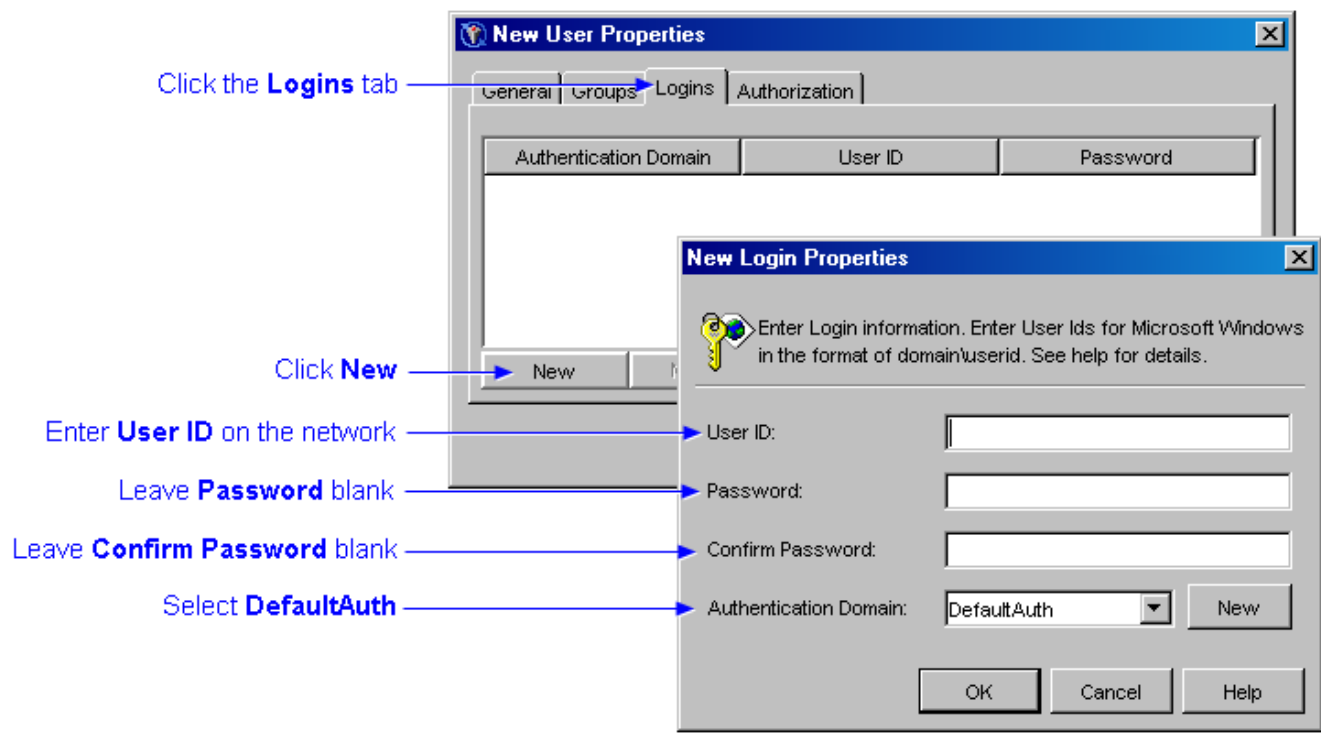 New User Properties
Click the Logins tab
General Groups Logins Authorization
Authentication Domain User ID Password
New Login Properties
Enter Login information. Enter User Ids for Microsoft Windows
in the format of domain\userid. See help for details.
Click New
New
Enter User ID on the network
User ID:
Leave Password blank
Password:
Leave Confirm Password blank
Confirm Password:
Select DefaultAuth
Authentication Domain: DefaultAuth New
OK Cancel Help